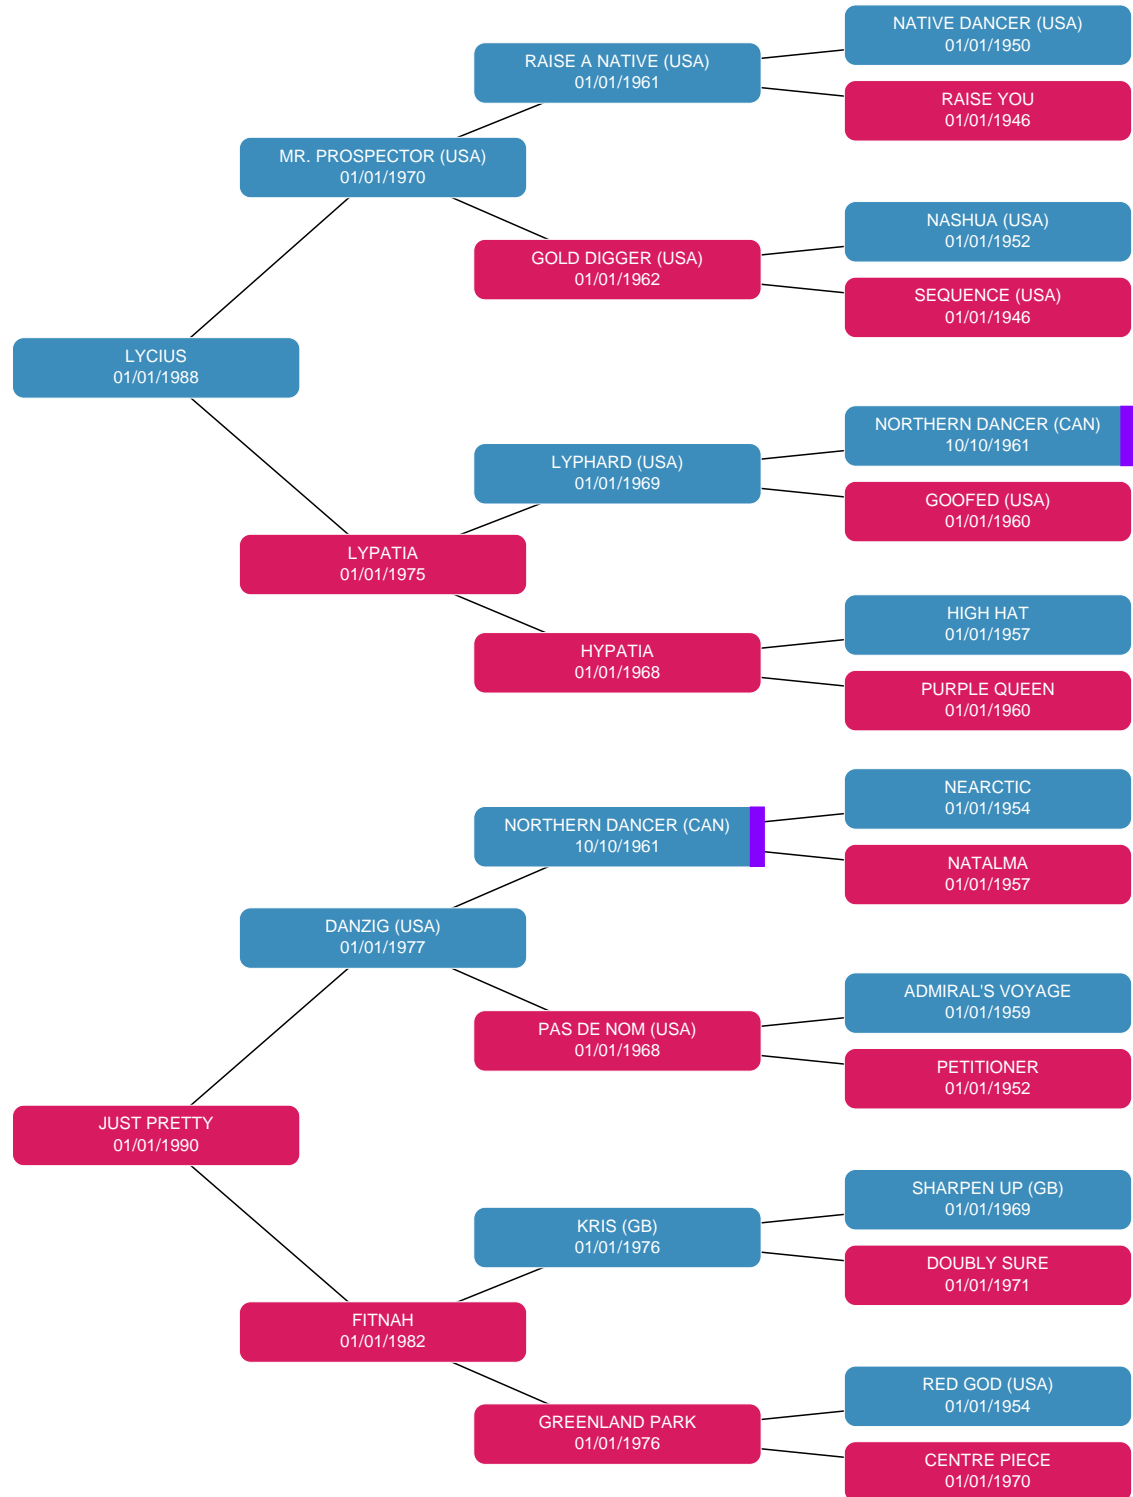 NATIVE DANCER (USA)
01/01/1950
RAISE A NATIVE (USA)
01/01/1961
RAISE YOU
01/01/1946
MR. PROSPECTOR (USA)
01/01/1970
NASHUA (USA)
01/01/1952
GOLD DIGGER (USA)
01/01/1962
SEQUENCE (USA)
01/01/1946
LYCIUS
01/01/1988
NORTHERN DANCER (CAN)
10/10/1961
LYPHARD (USA)
01/01/1969
GOOFED (USA)
01/01/1960
LYPATIA
01/01/1975
HIGH HAT
01/01/1957
HYPATIA
01/01/1968
PURPLE QUEEN
01/01/1960
NEARCTIC
01/01/1954
NORTHERN DANCER (CAN)
10/10/1961
NATALMA
01/01/1957
DANZIG (USA)
01/01/1977
ADMIRAL'S VOYAGE
01/01/1959
PAS DE NOM (USA)
01/01/1968
PETITIONER
01/01/1952
JUST PRETTY
01/01/1990
SHARPEN UP (GB)
01/01/1969
KRIS (GB)
01/01/1976
DOUBLY SURE
01/01/1971
FITNAH
01/01/1982
RED GOD (USA)
01/01/1954
GREENLAND PARK
01/01/1976
CENTRE PIECE
01/01/1970